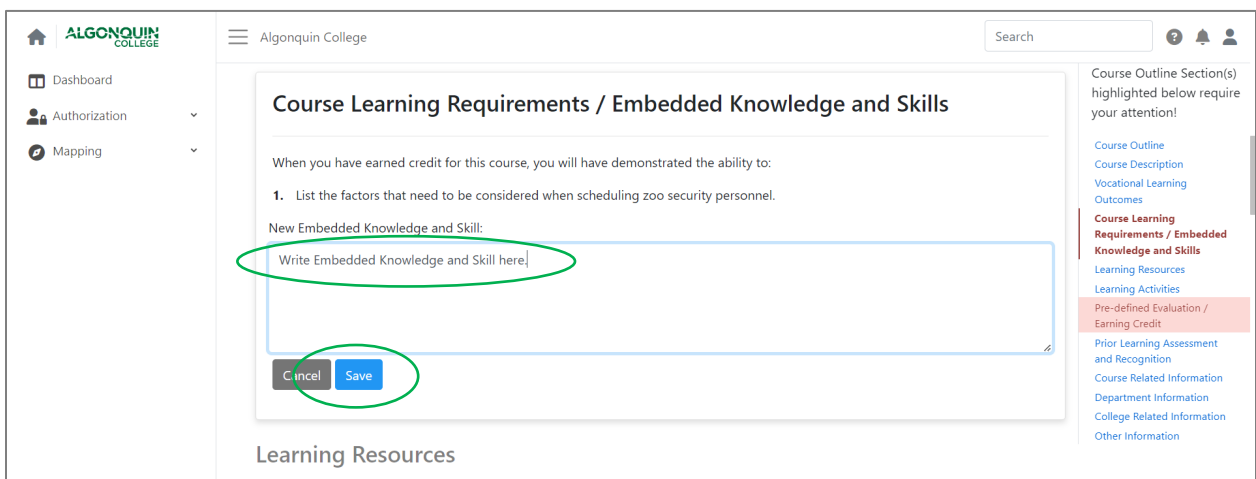 ALGONQUIN
COLLEGE
Algonquin College
Search
Dashboard
Authorization
Mapping
Course Learning Requirements / Embedded Knowledge and Skills
When you have earned credit for this course, you will have demonstrated the ability to:
1. List the factors that need to be considered when scheduling zoo security personnel.
New Embedded Knowledge and Skill:
Write Embedded Knowledge and Skill here.
Cancel
Save
Learning Resources
Course Outline Section(s)
highlighted below require
your attention!
Course Outline
Course Description
Vocational Learning
Outcomes
Course Learning
Requirements / Embedded
Knowledge and Skills
Learning Resources
Learning Activities
Pre-defined Evaluation /
Earning Credit
Prior Learning Assessment
and Recognition
Course Related Information
Department Information
College Related Information
Other Information